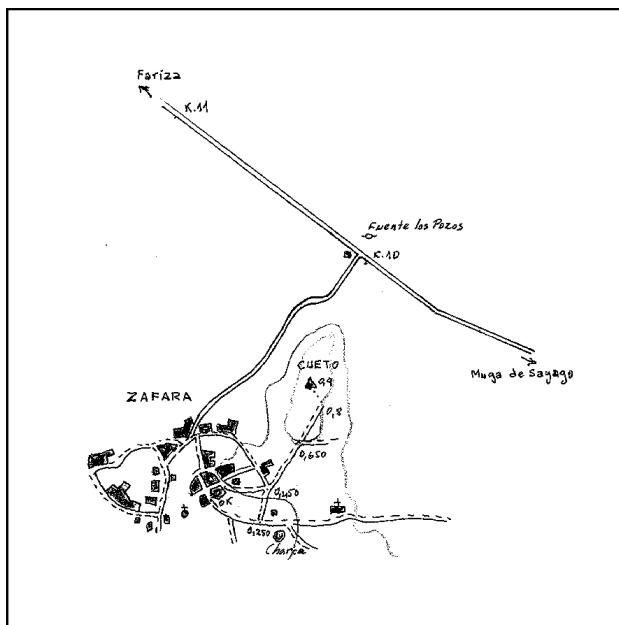 Fariza
K.11
Fuente los Pozos
K.10
Muga de Sayago
CUETO
99
ZAFARA
0,8
0,650
0,450
0K
0,250
Charca